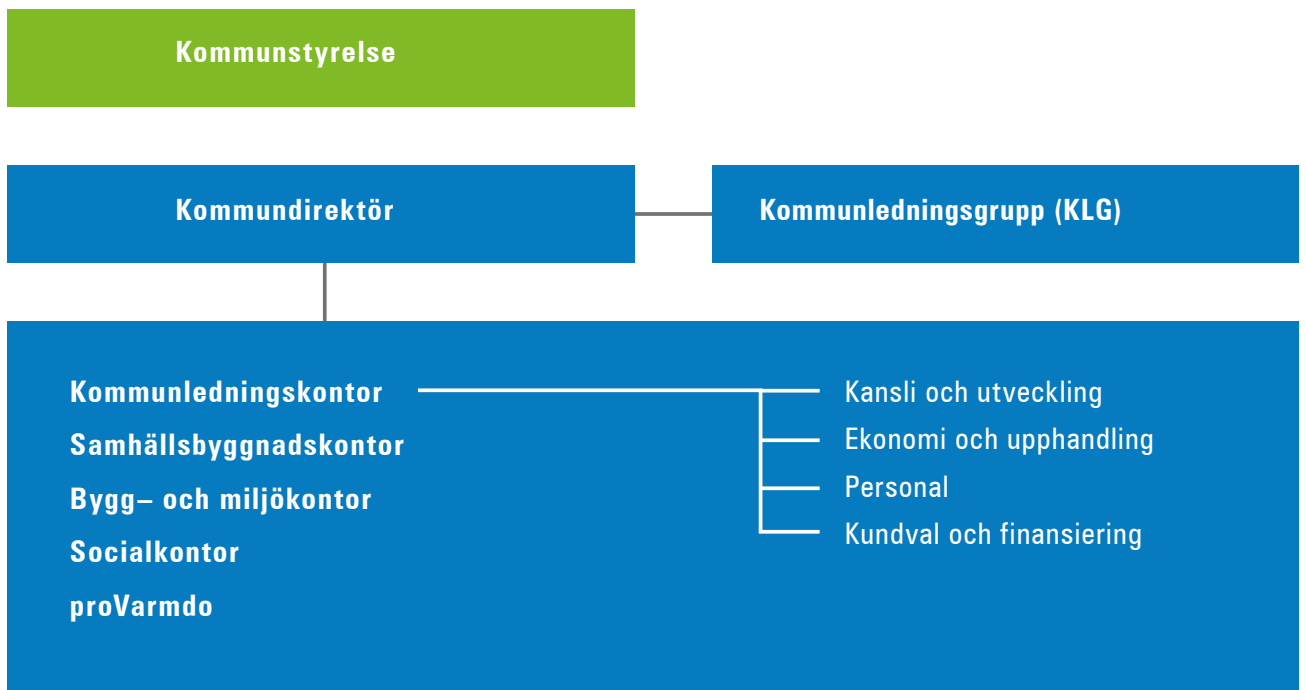 Kommunstyrelse
Kommundirektör
Kommunledningsgrupp (KLG)
Kommunledningskontor
Samhällsbyggnadskontor
Bygg– och miljökontor
Socialkontor
proVarmdo
Kansli och utveckling
Ekonomi och upphandling
Personal
Kundval och finansiering